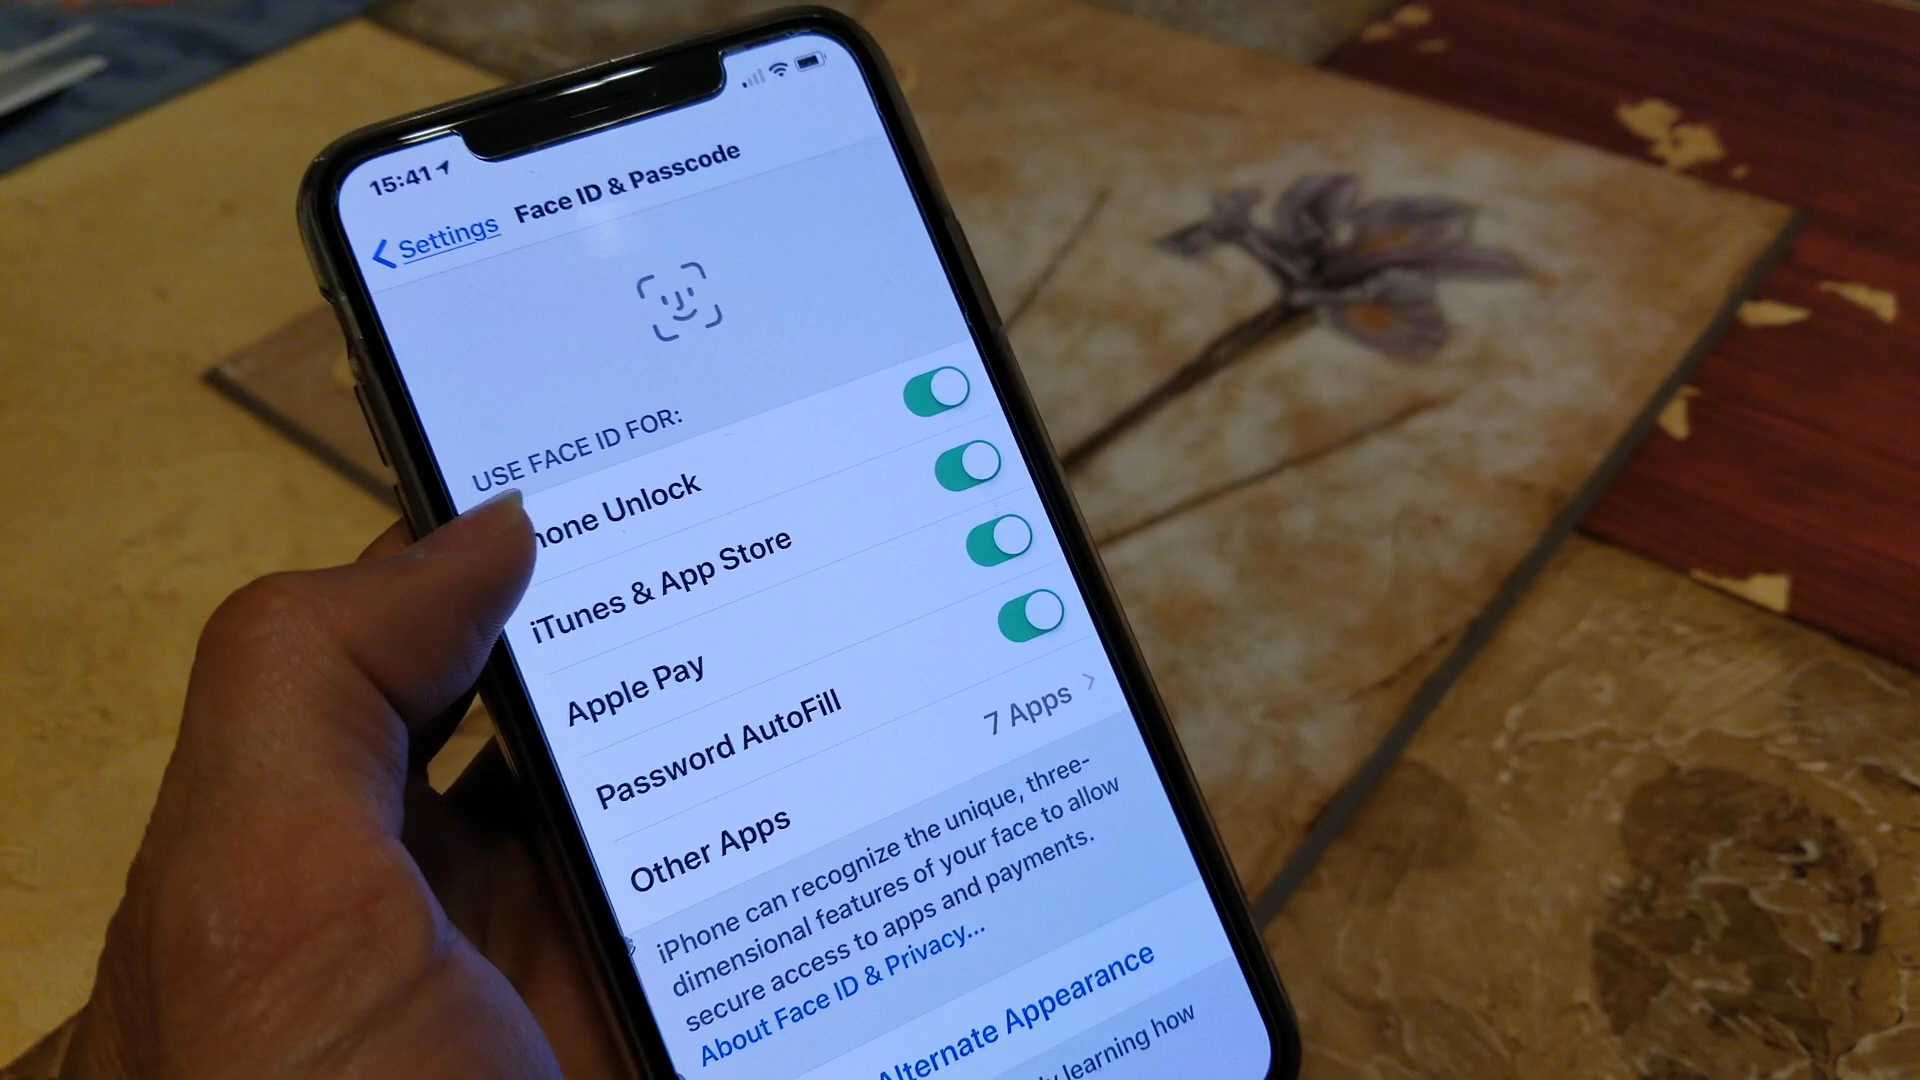 15:41
Settings
Face ID & Passcode
USE FACE ID FOR:
hone Unlock
iTunes & App Store
Apple Pay
Password AutoFill
Other Apps
7 Apps
iPhone can recognize the unique, three-
dimensional features of your face to allow
secure access to apps and payments.
About Face ID & Privacy...
Alternate Appearance
learning how